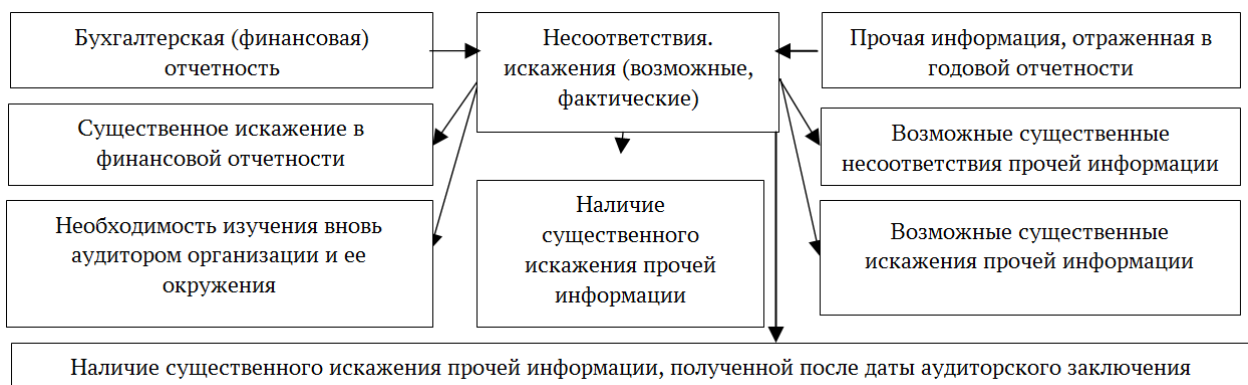 Бухгалтерская (финансовая)
отчетность
Несоответствия.
искажения (возможные,
фактические)
Прочая информация, отраженная в
годовой отчетности
Существенное искажение в
финансовой отчетности
Возможные существенные
несоответствия прочей информации
Необходимость изучения вновь
аудитором организации и ее
окружения
Наличие
существенного
искажения прочей
информации
Возможные существенные
искажения прочей информации
Наличие существенного искажения прочей информации, полученной после даты аудиторского заключения